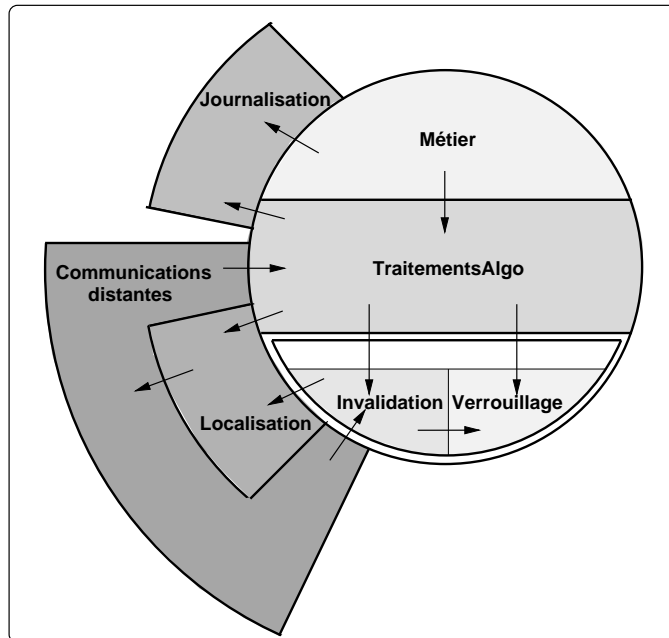 Journalisation
Métier
TraitementsAlgo
Communications
distantes
Localisation
Invalidation
Verrouillage